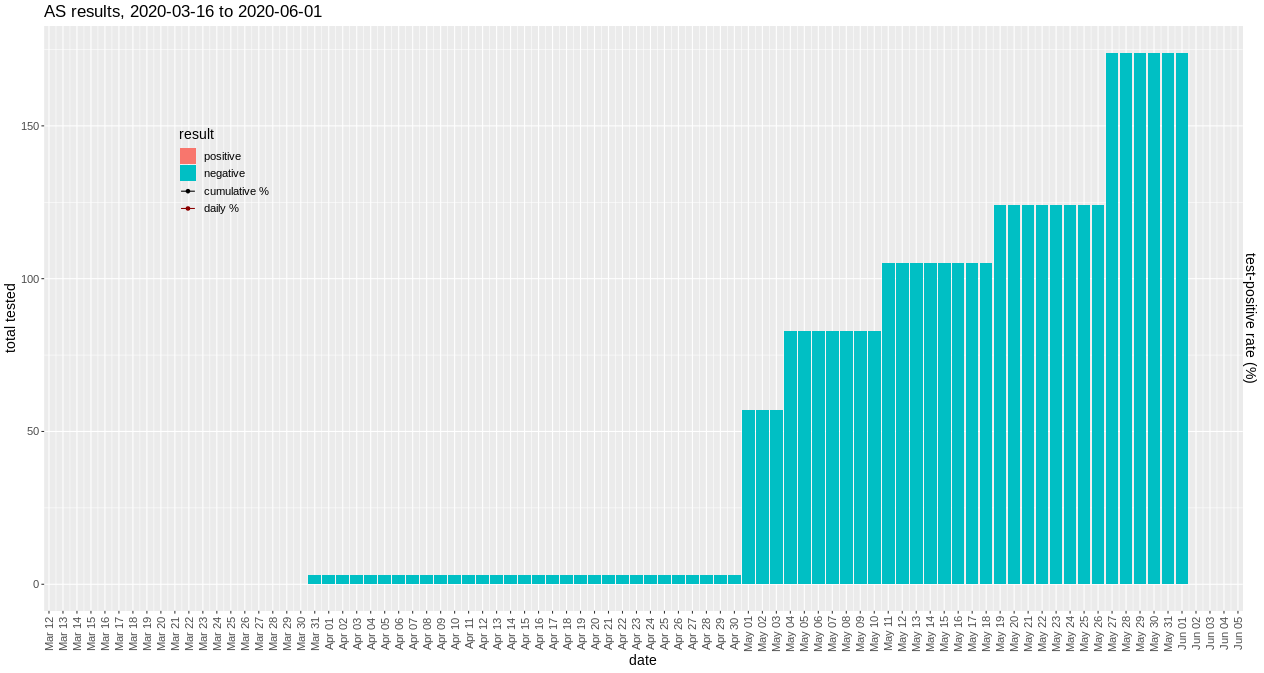 AS results, 2020-03-16 to 2020-06-01
total tested
150
100
50
0
result
positive
negative
cumulative %
daily %
test-positive rate (%)
Mar 12
Mar 13
Mar 14
Mar 15
Mar 16
Mar 17
Mar 18
Mar 19
Mar 20
Mar 21
Mar 22
Mar 23
Mar 24
Mar 25
Mar 26
Mar 27
Mar 28
Mar 29
Mar 30
Mar 31
Apr 01
Apr 02
Apr 03
Apr 04
Apr 05
Apr 06
Apr 07
Apr 08
Apr 09
Apr 10
Apr 11
Apr 12
Apr 13
Apr 14
Apr 15
Apr 16
Apr 17
Apr 18
Apr 19
Apr 20
Apr 21
Apr 22
Apr 23
Apr 24
Apr 25
Apr 26
Apr 27
Apr 28
Apr 29
Apr 30
May 01
May 02
May 03
May 04
May 05
May 06
May 07
May 08
May 09
May 10
May 11
May 12
May 13
May 14
May 15
May 16
May 17
May 18
May 19
May 20
May 21
May 22
May 23
May 24
May 25
May 26
May 27
May 28
May 29
May 30
May 31
Jun 01
Jun 02
Jun 03
Jun 04
Jun 05
date